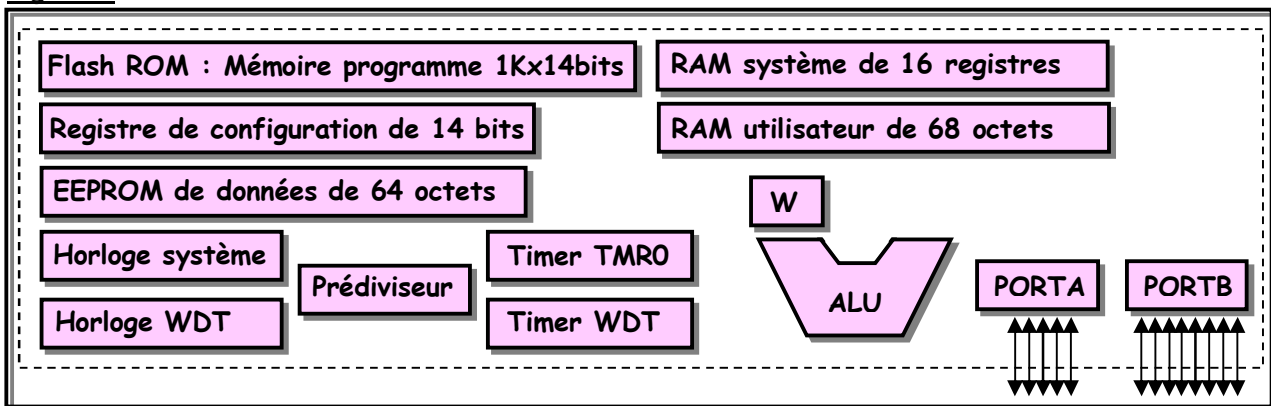 Flash ROM : Mémoire programme 1Kx14bits
RAM système de 16 registres
Registre de configuration de 14 bits
RAM utilisateur de 68 octets
EEPROM de données de 64 octets
W
Horloge système
Prédiviseur
Timer TMR0
Horloge WDT
Timer WDT
ALU
PORTA
PORTB